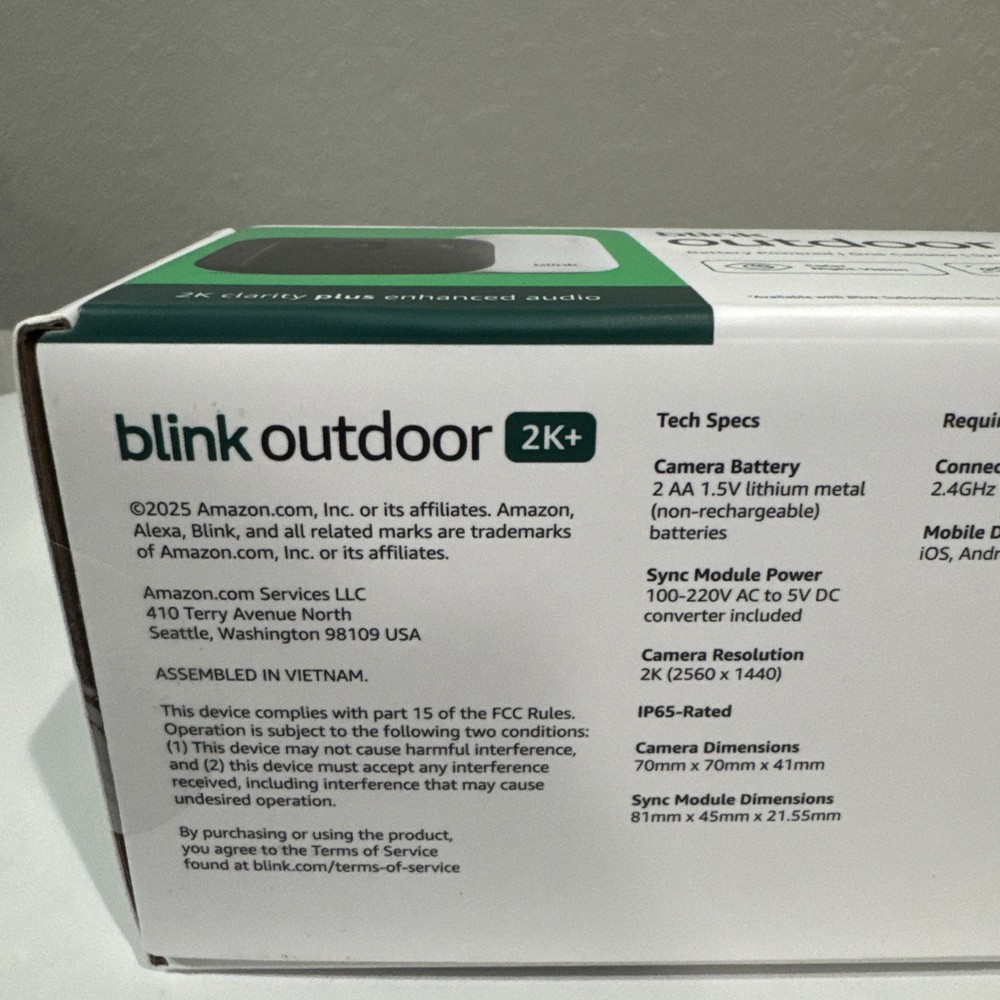 blink
outdoor
blink
2K clarity plus enhanced audio
blink outdoor 2K+
©2025 Amazon.com, Inc. or its affiliates. Amazon,
Alexa, Blink, and all related marks are trademarks
of Amazon.com, Inc. or its affiliates.
Amazon.com Services LLC
410 Terry Avenue North
Seattle, Washington 98109 USA
ASSEMBLED IN VIETNAM.
This device complies with part 15 of the FCC Rules.
Operation is subject to the following two conditions:
(1) This device may not cause harmful interference,
and (2) this device must accept any interference
received, including interference that may cause
undesired operation.
By purchasing or using the product,
you agree to the Terms of Service
found at blink.com/terms-of-service
Tech Specs
Camera Battery
2 AA 1.5V lithium metal
(non-rechargeable)
batteries
Sync Module Power
100-220V AC to 5V DC
converter included
Camera Resolution
2K (2560 x 1440)
IP65-Rated
Camera Dimensions
70mm x 70mm x 41mm
Sync Module Dimensions
81mm x 45mm x 21.55mm
Requir
Connec
2.4GHz
Mobile D
iOS, Andr